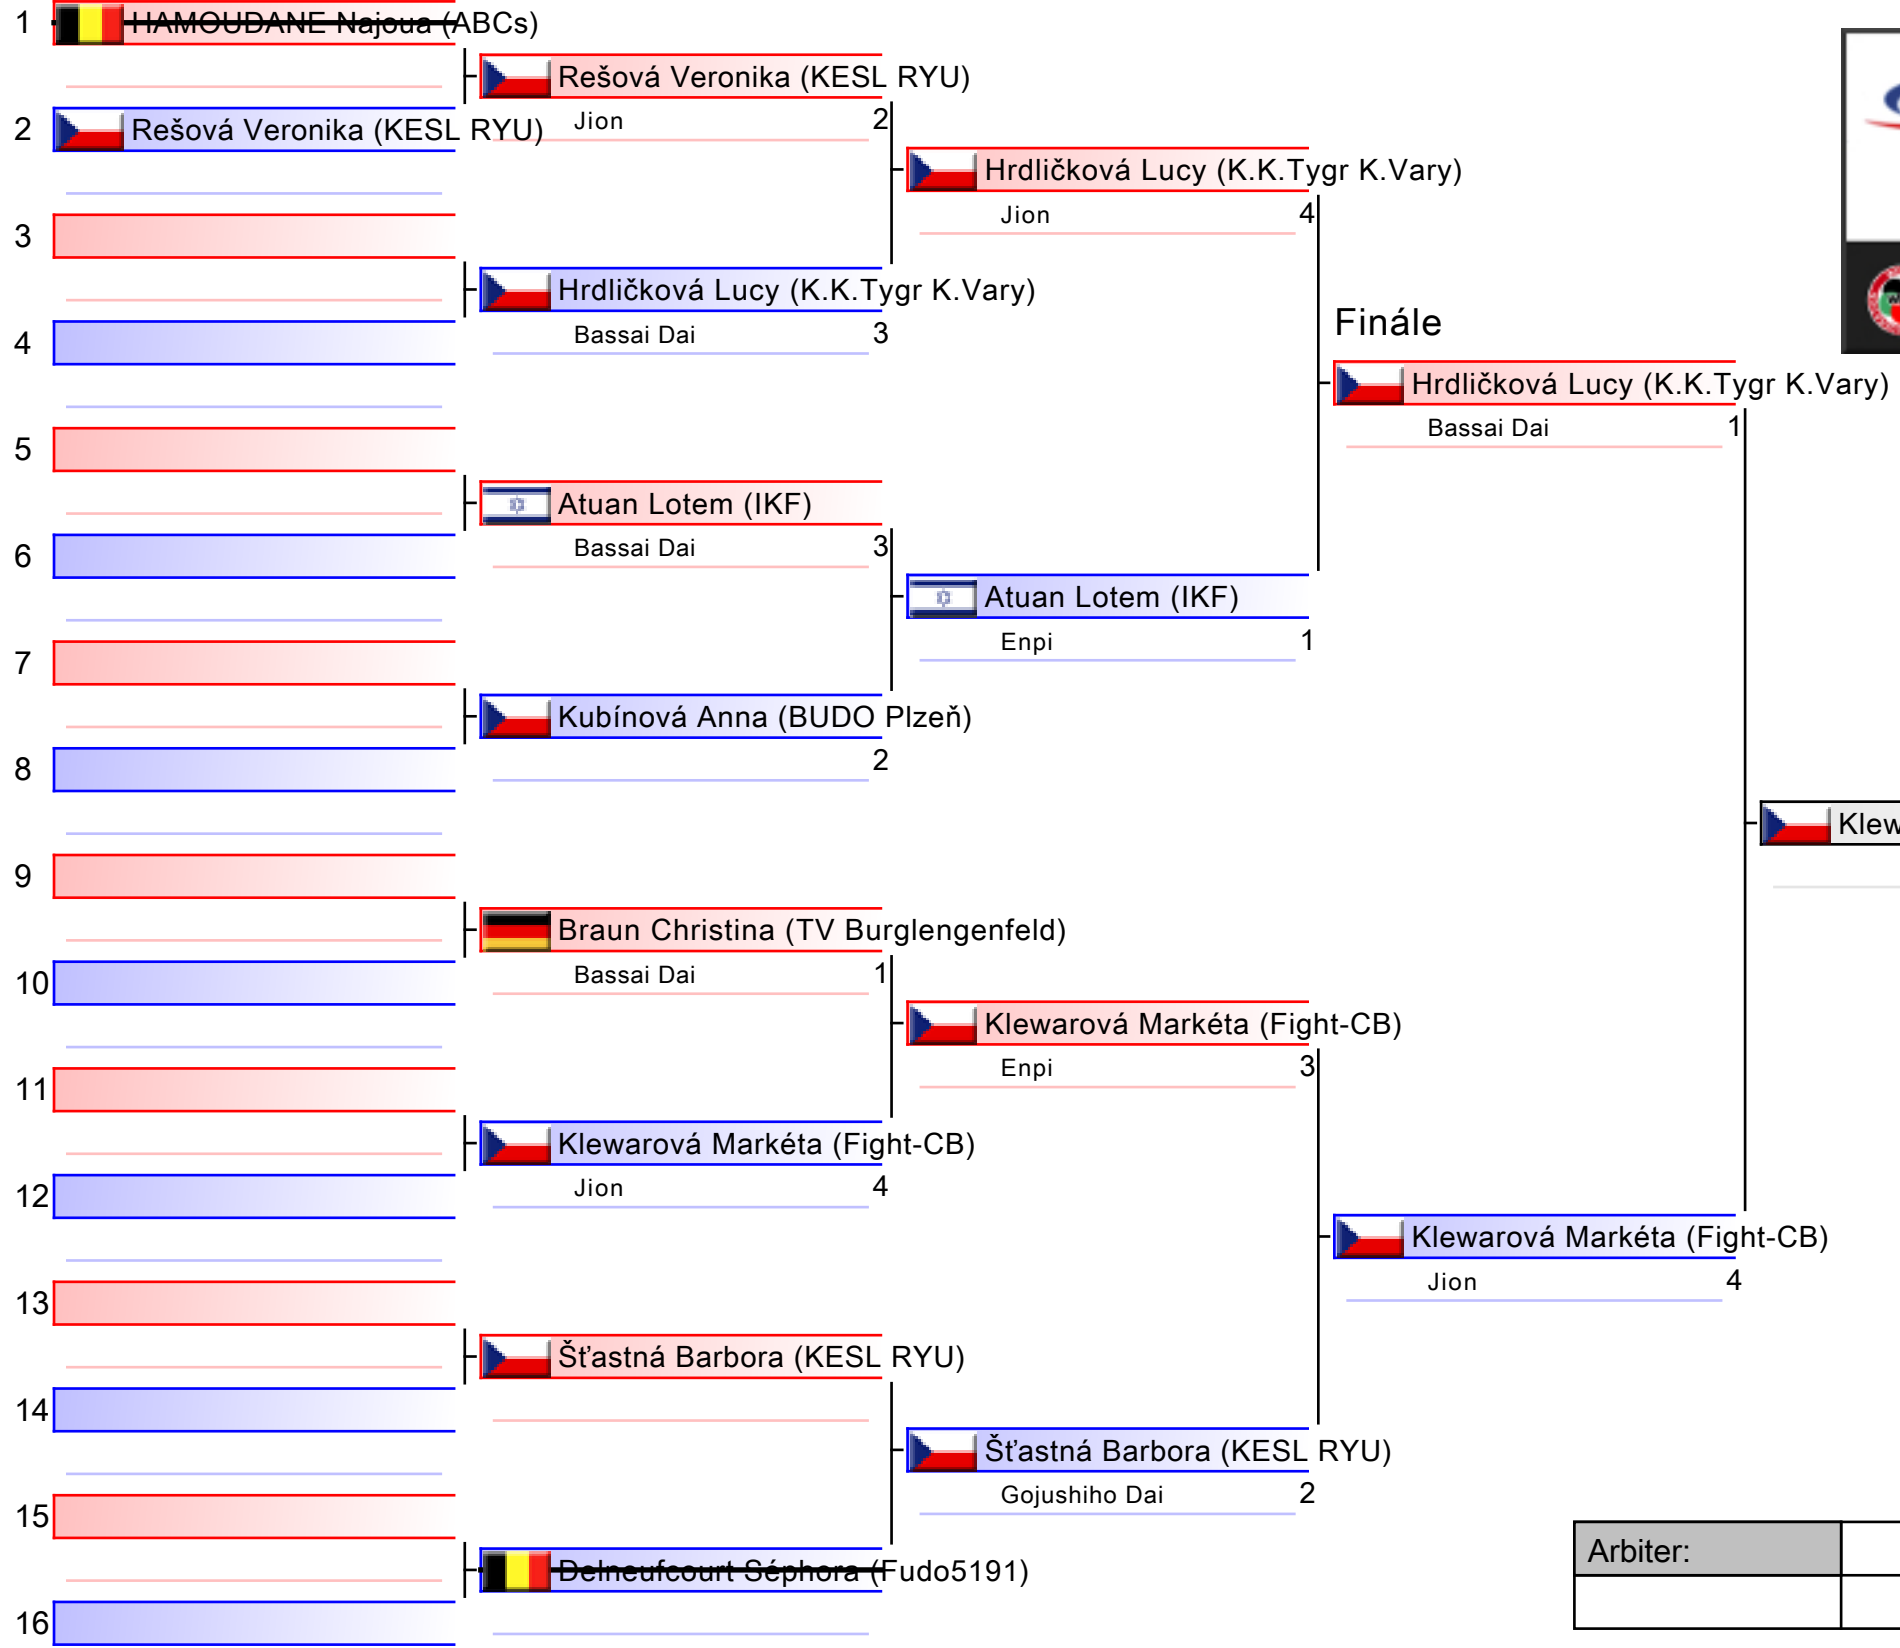 1 HAMOUDANE Najoua (ABCs)
Rešová Veronika (KESL RYU)
Jion 2
2 Rešová Veronika (KESL RYU)
Hrdličková Lucy (K.K.Tygr K.Vary)
Jion 4
3
Hrdličková Lucy (K.K.Tygr K.Vary)
Bassai Dai 3
4
Finále
Hrdličková Lucy (K.K.Tygr K.Vary)
Bassai Dai 1
5
Atuan Lotem (IKF)
Bassai Dai 3
6
Atuan Lotem (IKF)
Enpi 1
7
Kubínová Anna (BUDO Plzeň)
2
8
Klew
9
Braun Christina (TV Burglengenfeld)
Bassai Dai 1
10
Klewarová Markéta (Fight-CB)
Enpi 3
11
Klewarová Markéta (Fight-CB)
Jion 4
12
Klewarová Markéta (Fight-CB)
Jion 4
13
Šťastná Barbora (KESL RYU)
14
Šťastná Barbora (KESL RYU)
Gojushiho Dai 2
15
Delneufcourt Séphora (Fudo5191)
16
Arbiter: